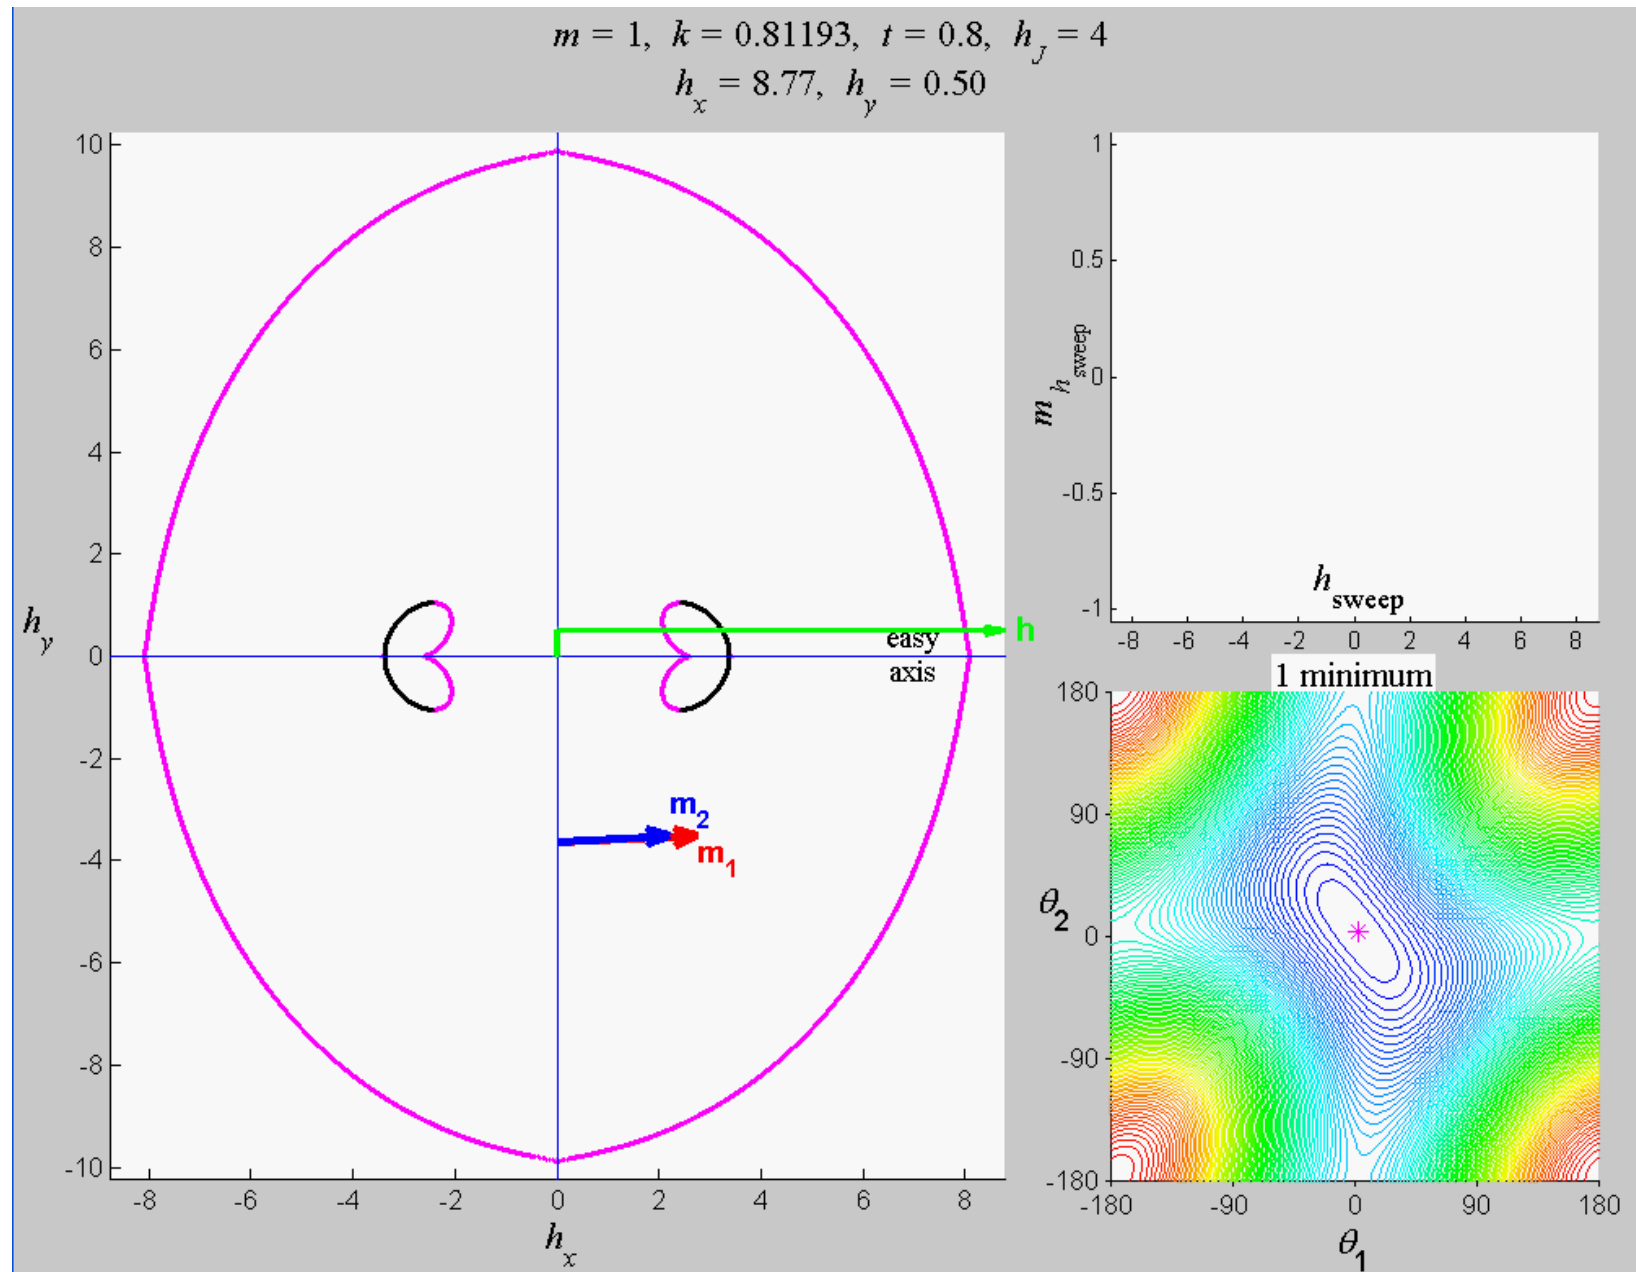 m = 1, k = 0.81193, t = 0.8, h_J = 4
h_x = 8.77, h_y = 0.50
10
8
6
4
2
0
-2
-4
-6
-8
-10
h_y
-8 -6 -4 -2 0 2 4 6 8
h_x
h
easy
axis
m_2
m_1
1
0.5
0
-0.5
-1
m_h_sweep
h_sweep
-8 -6 -4 -2 0 2 4 6 8
1 minimum
180
90
0
-90
-180
θ_2
-180 -90 0 90 180
θ_1